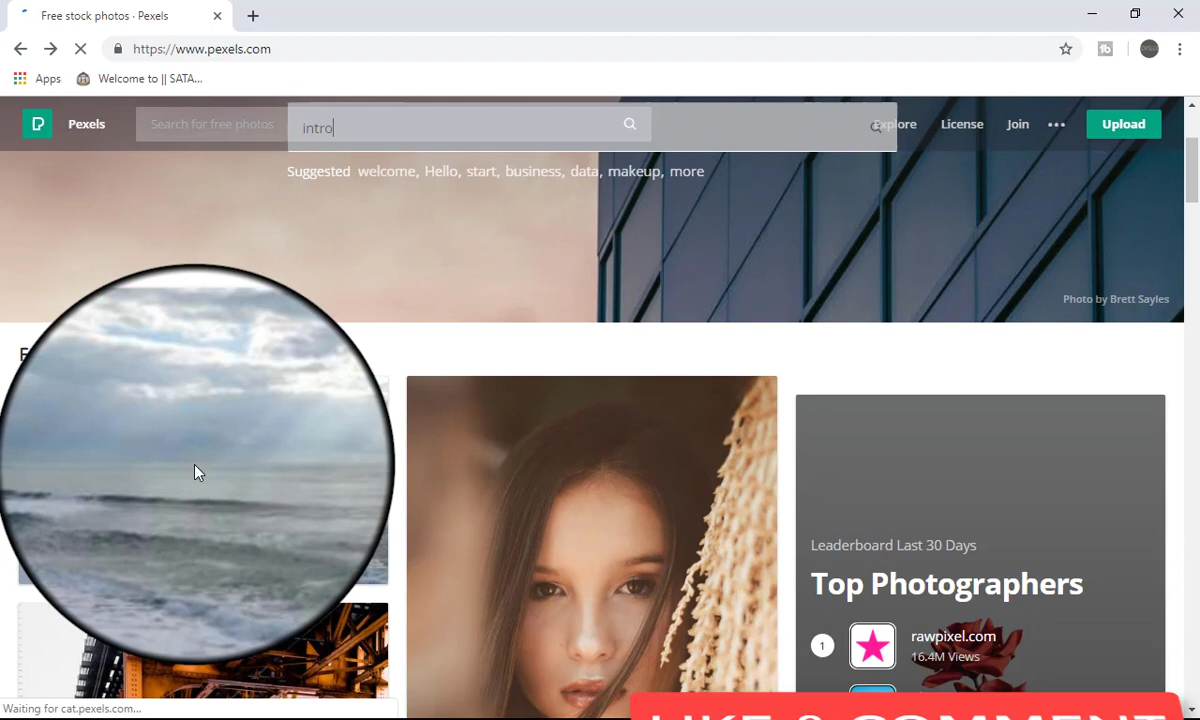 Free stock photos · Pexels
https://www.pexels.com
Apps
Welcome to || SATA...
Pexels
Search for free photos
intro
Explore
License
Join
Upload
Suggested welcome, Hello, start, business, data, makeup, more
Photo by Brett Sayles
Leaderboard Last 30 Days
Top Photographers
1
rawpixel.com
16.4M Views
Waiting for cat.pexels.com...
LIKE & COMMENT